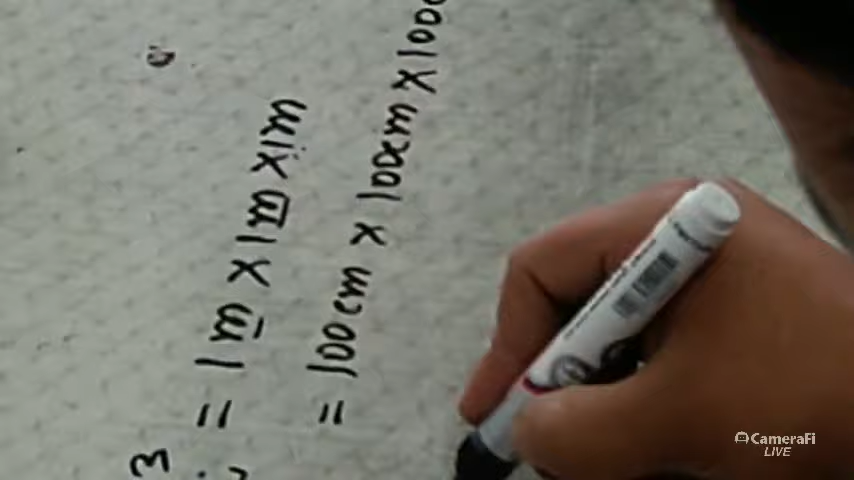 3 = 1m x 1m x 1m
= 100cm x 100cm x 100
CameraFi
LIVE